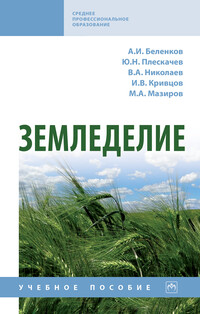 СРЕДНЕЕ
ПРОФЕССИОНАЛЬНОЕ
ОБРАЗОВАНИЕ
А.И. Беленков
Ю.Н. Плескачев
В.А. Николаев
И.В. Кривцов
М.А. Мазиров
ЗЕМЛЕДЕЛИЕ
УЧЕБНОЕ ПОСОБИЕ